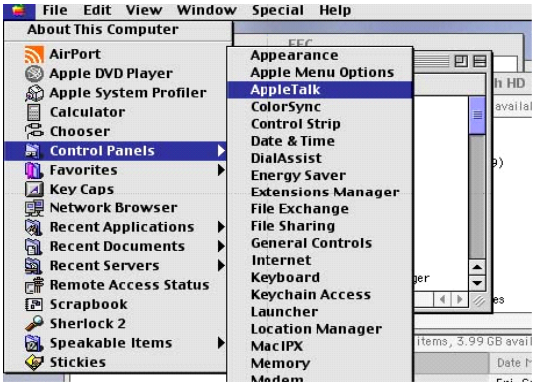 File Edit View Window Special Help
About This Computer
AirPort
Apple DVD Player
Apple System Profiler
Calculator
Chooser
Control Panels
Favorites
Key Caps
Network Browser
Recent Applications
Recent Documents
Recent Servers
Remote Access Status
Scrapbook
Sherlock 2
Speakable Items
Stickies
Appearance
Apple Menu Options
AppleTalk
ColorSync
Control Strip
Date & Time
DialAssist
Energy Saver
Extensions Manager
File Exchange
File Sharing
General Controls
Internet
Keyboard
Keychain Access
Launcher
Location Manager
MacIPX
Memory
Modem
h HD
availal
ger
es
items, 3.99 GB avail